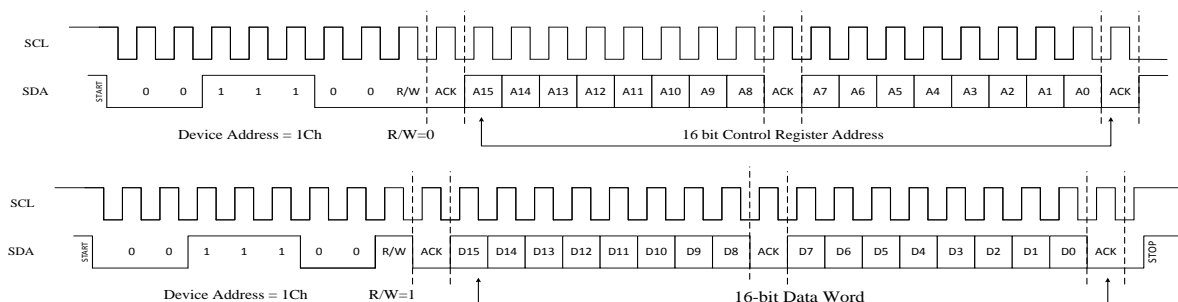 SCL
SDA START 0 0 1 1 1 0 0 R/W ACK A15 A14 A13 A12 A11 A10 A9 A8 ACK A7 A6 A5 A4 A3 A2 A1 A0 ACK
Device Address = 1Ch R/W=0 16 bit Control Register Address
SCL
SDA START 0 0 1 1 1 0 0 R/W ACK D15 D14 D13 D12 D11 D10 D9 D8 ACK D7 D6 D5 D4 D3 D2 D1 D0 ACK STOP
Device Address = 1Ch R/W=1 16-bit Data Word